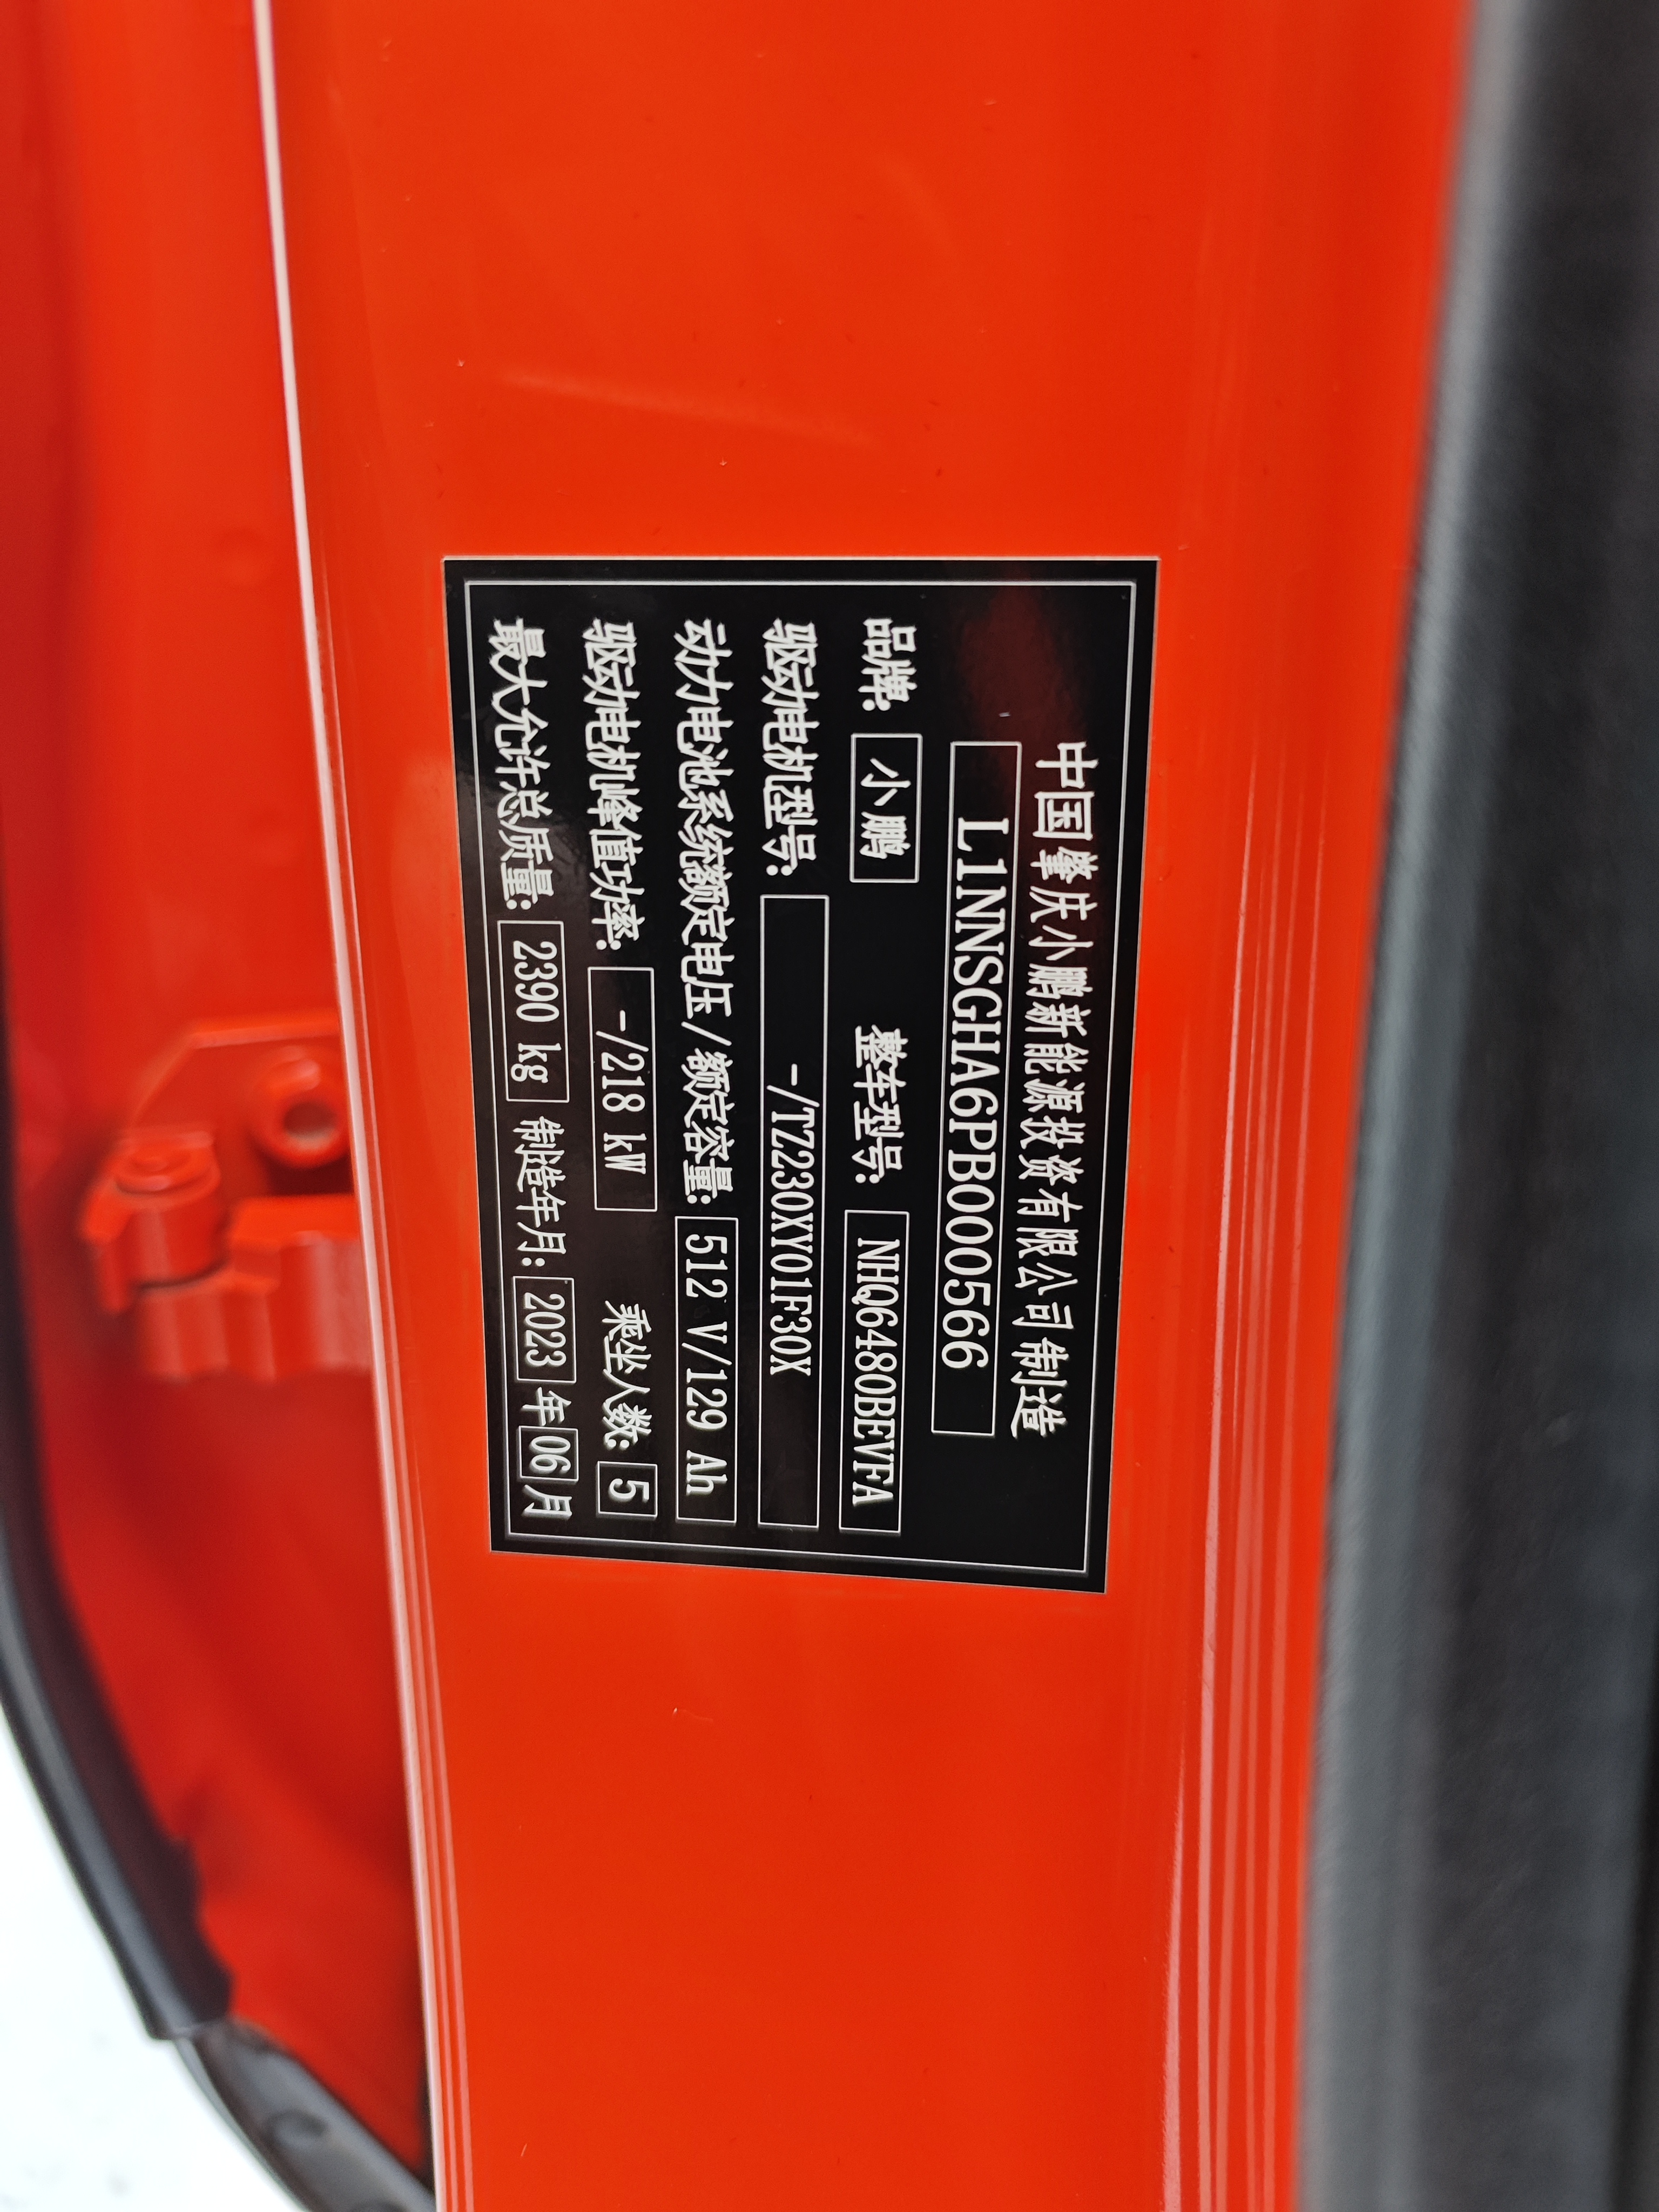 中国肇庆小鹏新能源投资有限公司制造
L1NNSGHA6PB000566
品牌: 小鹏 整车型号: NHQ6480BEVFA
驱动电机型号: -/TZ230XY01F30X
动力电池系统额定电压/额定容量: 512 V/129 Ah
驱动电机峰值功率: -/218 kW 乘坐人数: 5
最大允许总质量: 2390 kg 制造年月: 2023 年 06 月